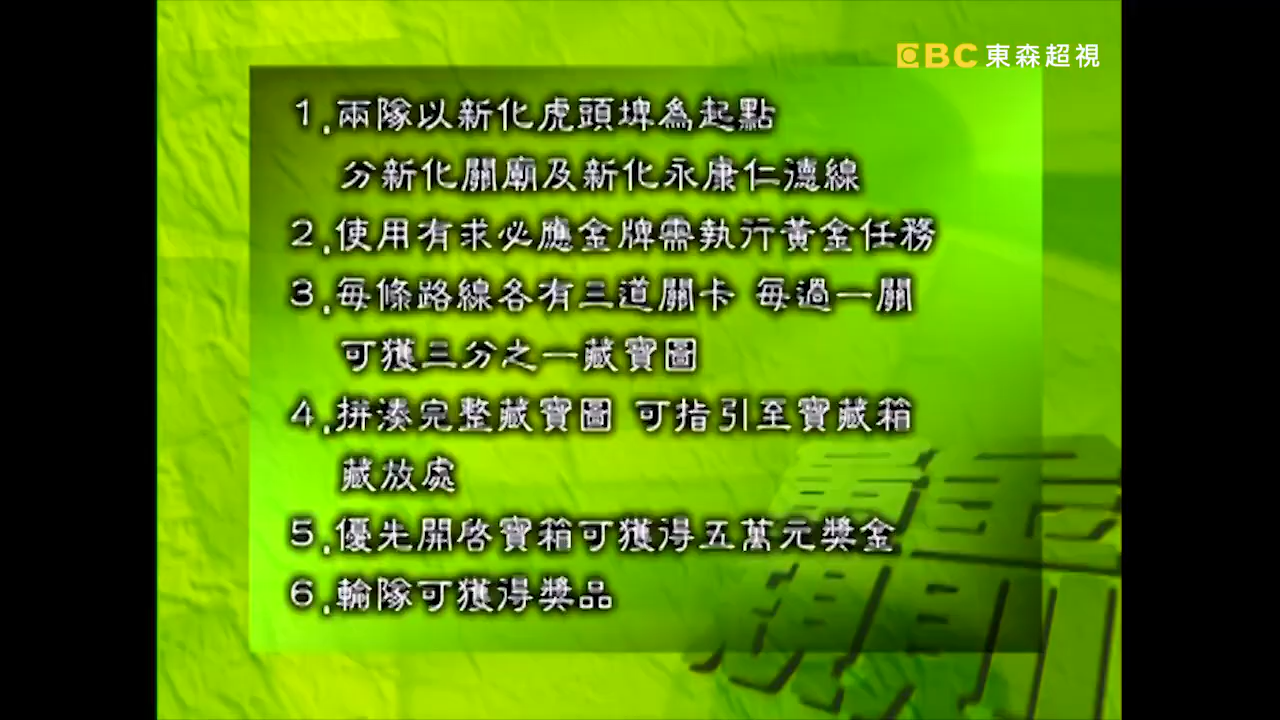 EBC 東森超視
1.兩隊以新化虎頭埤為起點
分新化關廟及新化永康仁德線
2.使用有求必應金牌需執行黃金任務
3.每條路線各有三道關卡 每過一關
可獲三分之一藏寶圖
4.拼湊完整藏寶圖 可指引至寶藏箱
藏放處
5.優先開啓寶箱可獲得五萬元獎金
6.輸隊可獲得獎品